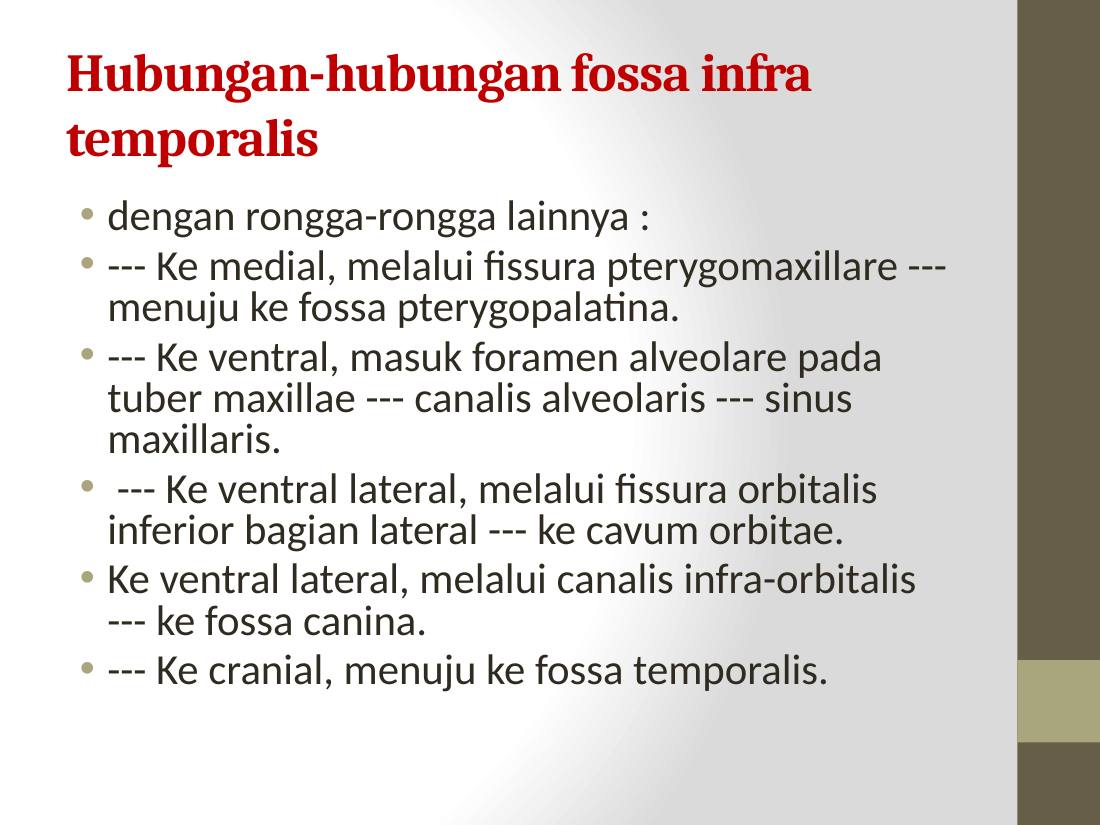 Hubungan-hubungan fossa infra
temporalis
• dengan rongga-rongga lainnya :
• --- Ke medial, melalui fissura pterygomaxillare ---
menuju ke fossa pterygopalatina.
• --- Ke ventral, masuk foramen alveolare pada
tuber maxillae --- canalis alveolaris --- sinus
maxillaris.
• --- Ke ventral lateral, melalui fissura orbitalis
inferior bagian lateral --- ke cavum orbitae.
• Ke ventral lateral, melalui canalis infra-orbitalis
--- ke fossa canina.
• --- Ke cranial, menuju ke fossa temporalis.